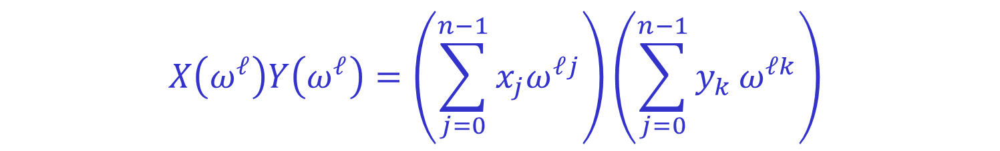 X(ω^ℓ)Y(ω^ℓ) = (∑_{j=0}^{n−1} x_j ω^{ℓj}) (∑_{j=0}^{n−1} y_k ω^{ℓk})